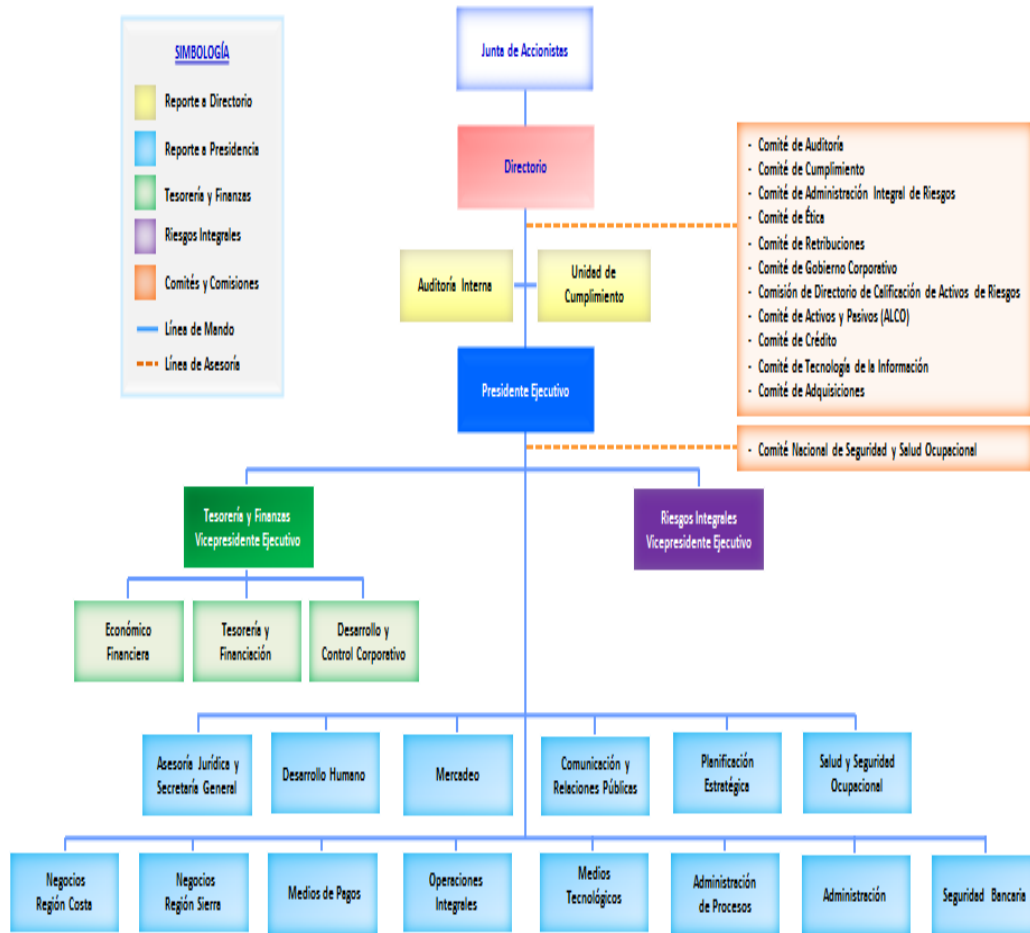 SIMBOLOGÍA
Reporte a Directorio
Reporte a Presidencia
Tesorería y Finanzas
Riesgos Integrales
Comités y Comisiones
Línea de Mando
Línea de Asesoría
Junta de Accionistas
Directorio
- Comité de Auditoría
- Comité de Cumplimiento
- Comité de Administración Integral de Riesgos
- Comité de Ética
- Comité de Retribuciones
- Comité de Gobierno Corporativo
- Comisión de Directorio de Calificación de Activos de Riesgos
- Comité de Activos y Pasivos (ALCO)
- Comité de Crédito
- Comité de Tecnología de la Información
- Comité de Adquisiciones
Auditoría Interna
Unidad de
Cumplimiento
Presidente Ejecutivo
- Comité Nacional de Seguridad y Salud Ocupacional
Tesorería y Finanzas
Vicepresidente Ejecutivo
Riesgos Integrales
Vicepresidente Ejecutivo
Económico
Financiera
Tesorería y
Financiación
Desarrollo y
Control Corporativo
Asesoría Jurídica y
Secretaría General
Desarrollo Humano
Mercadeo
Comunicación y
Relaciones Públicas
Planificación
Estratégica
Salud y Seguridad
Ocupacional
Negocios
Región Costa
Negocios
Región Sierra
Medios de Pagos
Operaciones
Integrales
Medios
Tecnológicos
Administración
de Procesos
Administración
Seguridad Bancaria